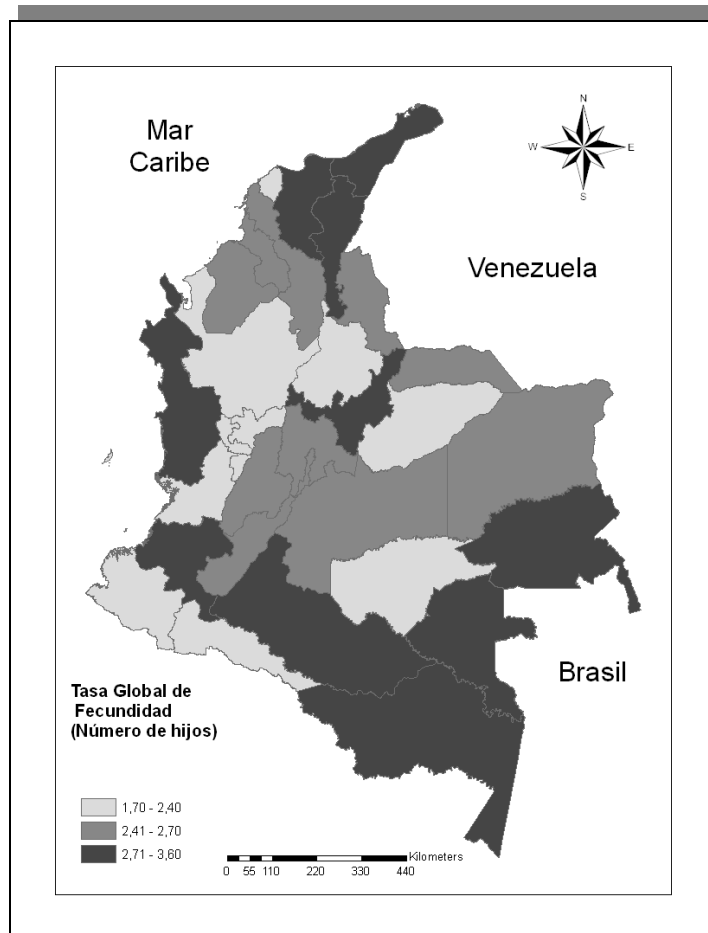 Mar
Caribe
N
W
E
S
Venezuela
Brasil
Tasa Global de
Fecundidad
(Número de hijos)
1,70 - 2,40
2,41 - 2,70
2,71 - 3,60
Kilometers
0 55 110 220 330 440